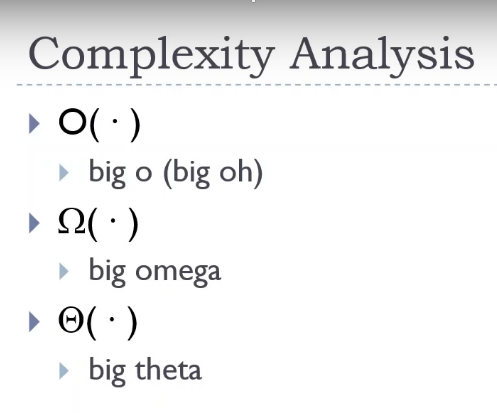 Complexity Analysis
O( · )
big o (big oh)
Ω( · )
big omega
Θ( · )
big theta